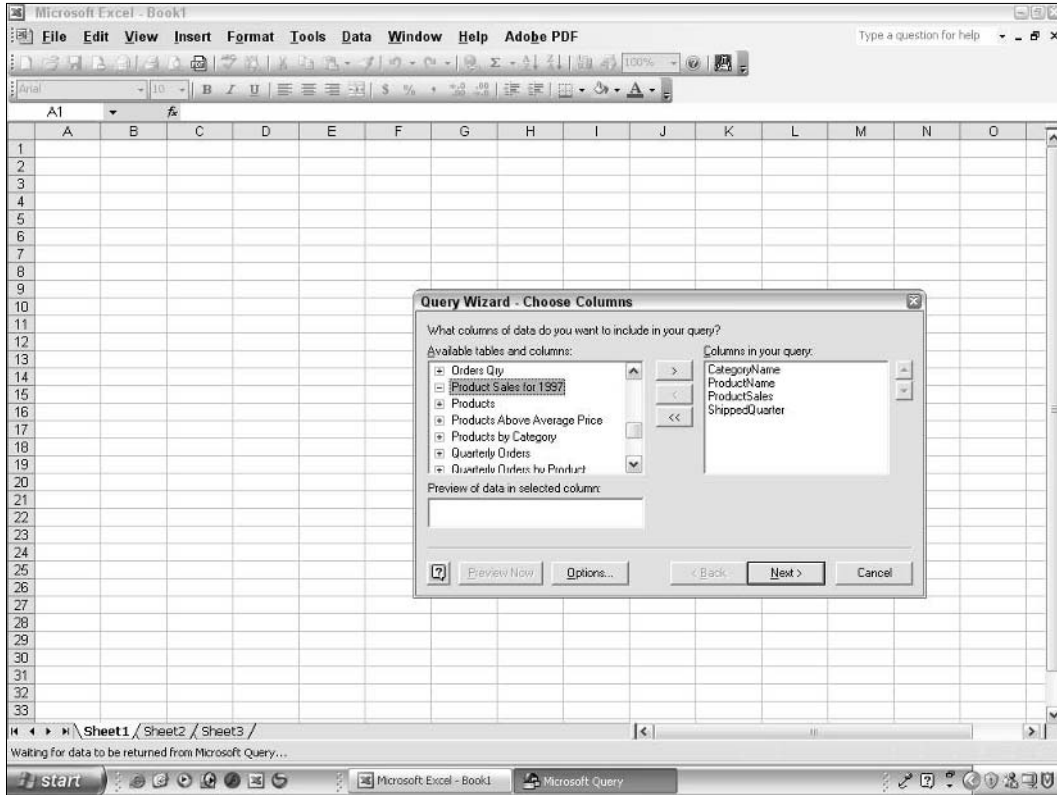 Microsoft Excel - Book1
File Edit View Insert Format Tools Data Window Help Adobe PDF
Type a question for help
100%
Arial 10 B I U $ %
A1 fx
A B C D E F G H I J K L M N O
1
2
3
4
5
6
7
8
9
10
11
12
13
14
15
16
17
18
19
20
21
22
23
24
25
26
27
28
29
30
31
32
33
Query Wizard - Choose Columns
What columns of data do you want to include in your query?
Available tables and columns:
Columns in your query:
Orders Qry
Product Sales for 1997
Products
Products Above Average Price
Products by Category
Quarterly Orders
Quarterly Orders by Product
>
<
<<
CategoryName
ProductName
ProductSales
ShippedQuarter
Preview of data in selected column:
Preview Now Options... < Back Next > Cancel
Sheet1 Sheet2 Sheet3
Waiting for data to be returned from Microsoft Query...
start Microsoft Excel - Book1 Microsoft Query